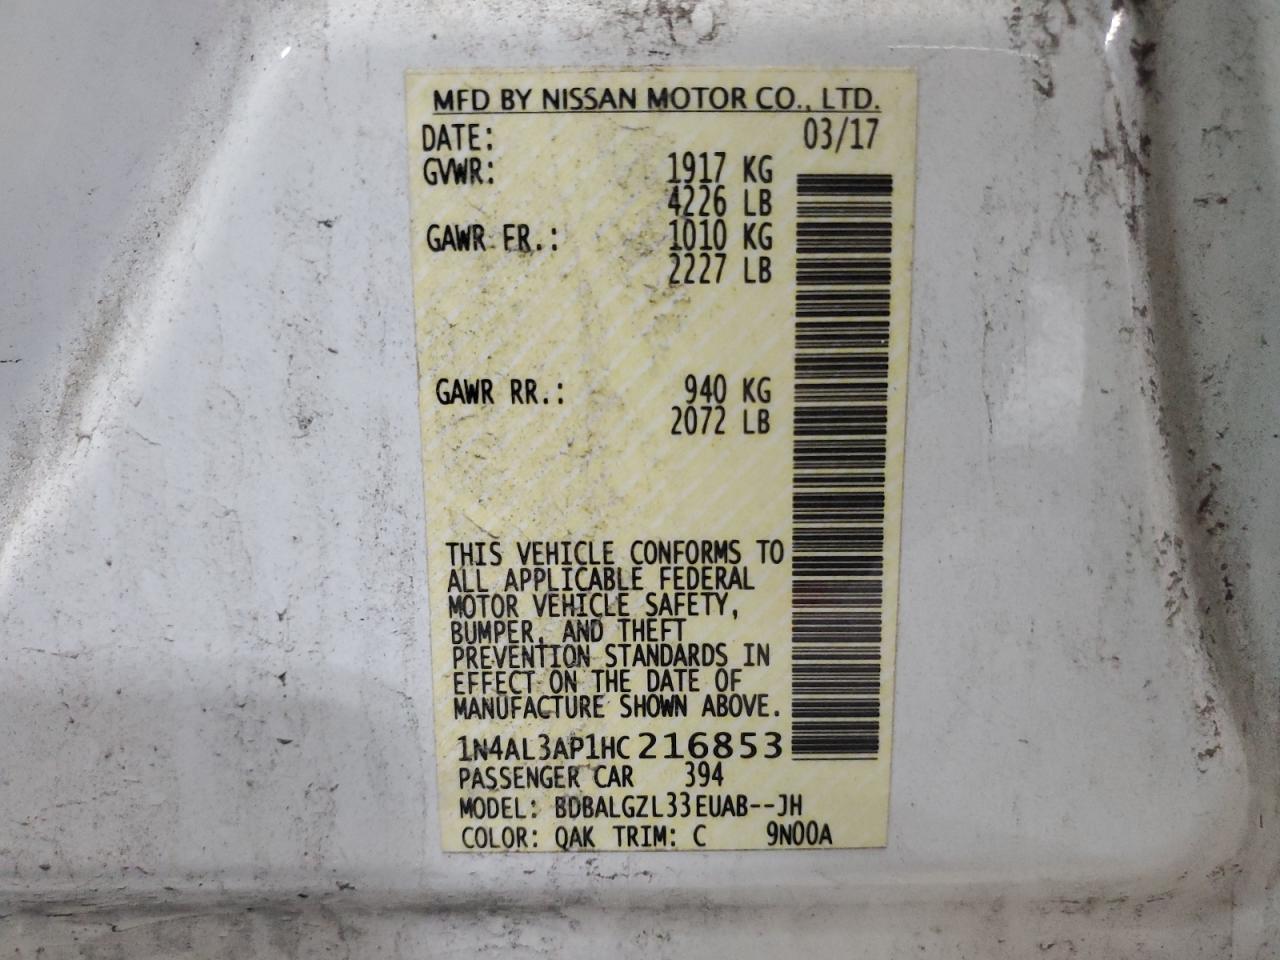 MFD BY NISSAN MOTOR CO., LTD.
DATE: 03/17
GVWR: 1917 KG
4226 LB
GAWR FR.: 1010 KG
2227 LB
GAWR RR.: 940 KG
2072 LB
THIS VEHICLE CONFORMS TO
ALL APPLICABLE FEDERAL
MOTOR VEHICLE SAFETY,
BUMPER, AND THEFT
PREVENTION STANDARDS IN
EFFECT ON THE DATE OF
MANUFACTURE SHOWN ABOVE.
1N4AL3AP1HC216853
PASSENGER CAR 394
MODEL: BDBALGZL33EUAB--JH
COLOR: QAK TRIM: C 9N00A